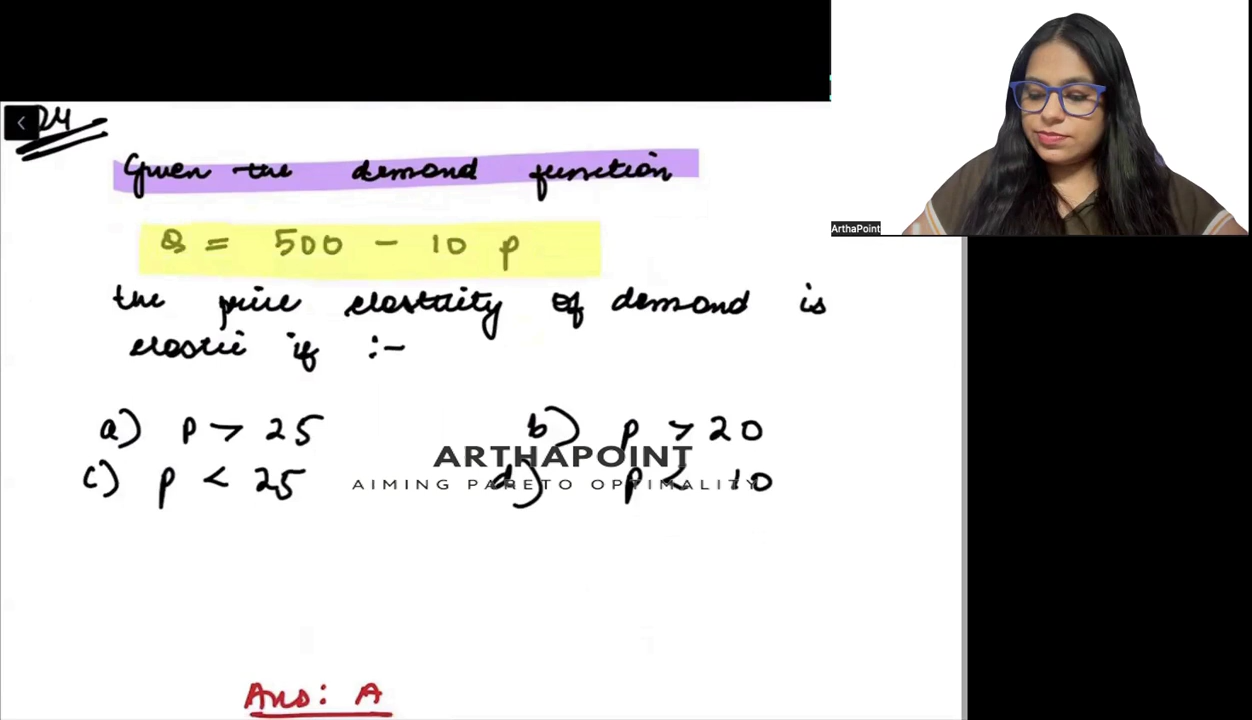 24
Given the demand function
Q = 500 - 10 p
the price elasticity of demand is
elastic if :-
a) p > 25 b) p > 20
c) p < 25 d) p < 10
ARTHAPOINT
AIMING PARETO OPTIMALITY
Ans: A
ArthaPoint